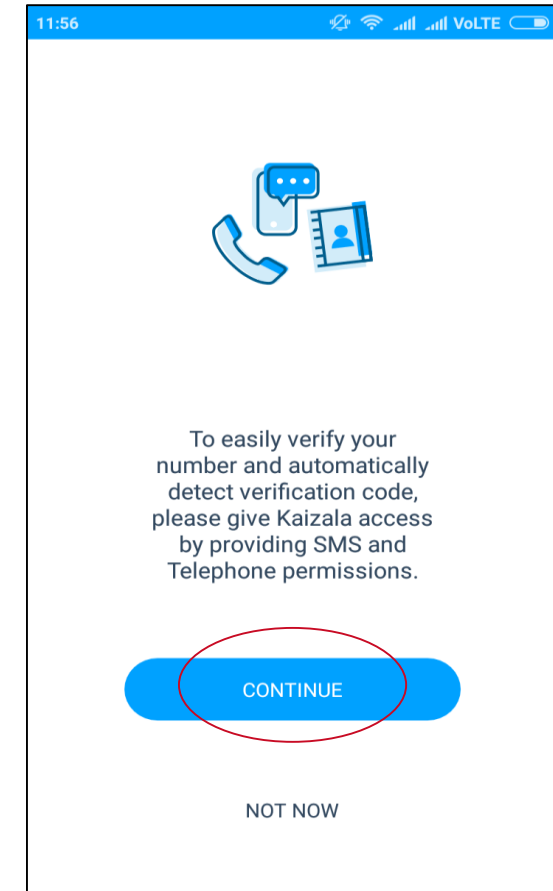 11:56 VoLTE
To easily verify your
number and automatically
detect verification code,
please give Kaizala access
by providing SMS and
Telephone permissions.
CONTINUE
NOT NOW